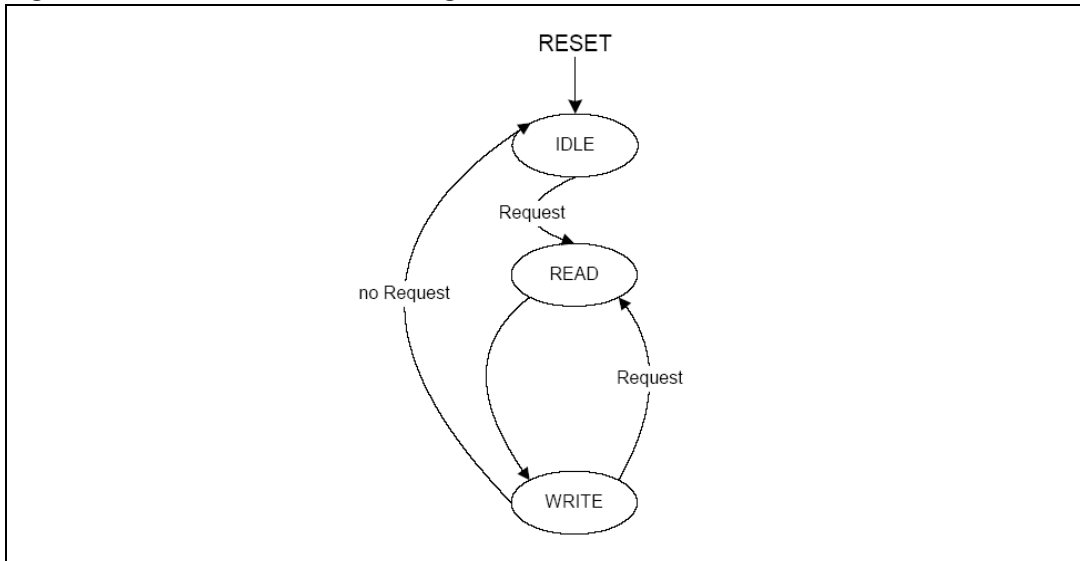 RESET
IDLE
Request
READ
no Request
Request
WRITE